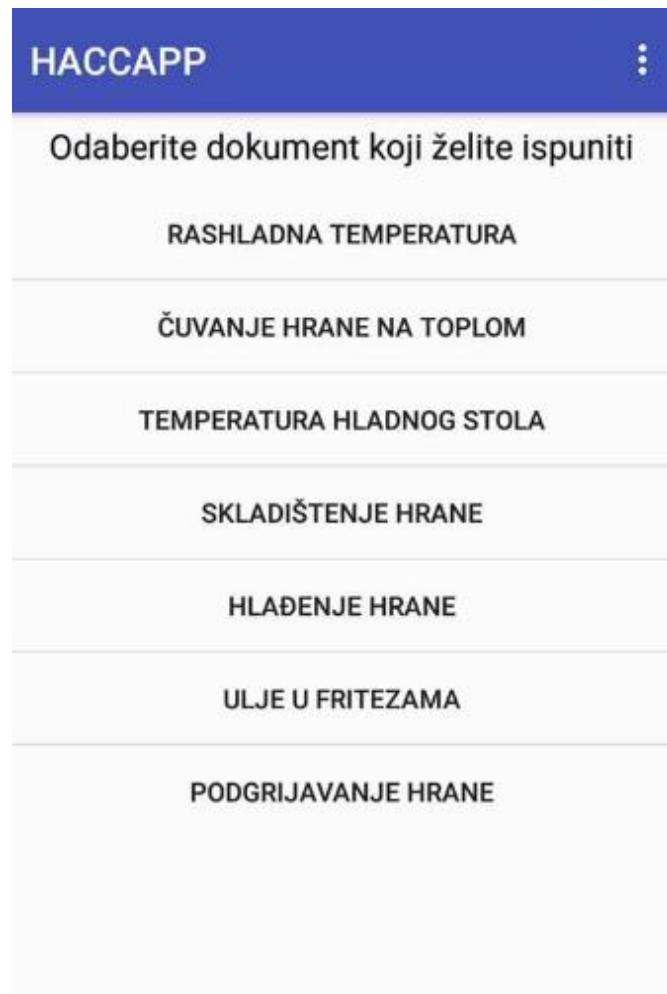 HACCAPP
Odaberite dokument koji želite ispuniti
RASHLADNA TEMPERATURA
ČUVANJE HRANE NA TOPLOM
TEMPERATURA HLADNOG STOLA
SKLADIŠTENJE HRANE
HLAĐENJE HRANE
ULJE U FRITEZAMA
PODGRIJAVANJE HRANE